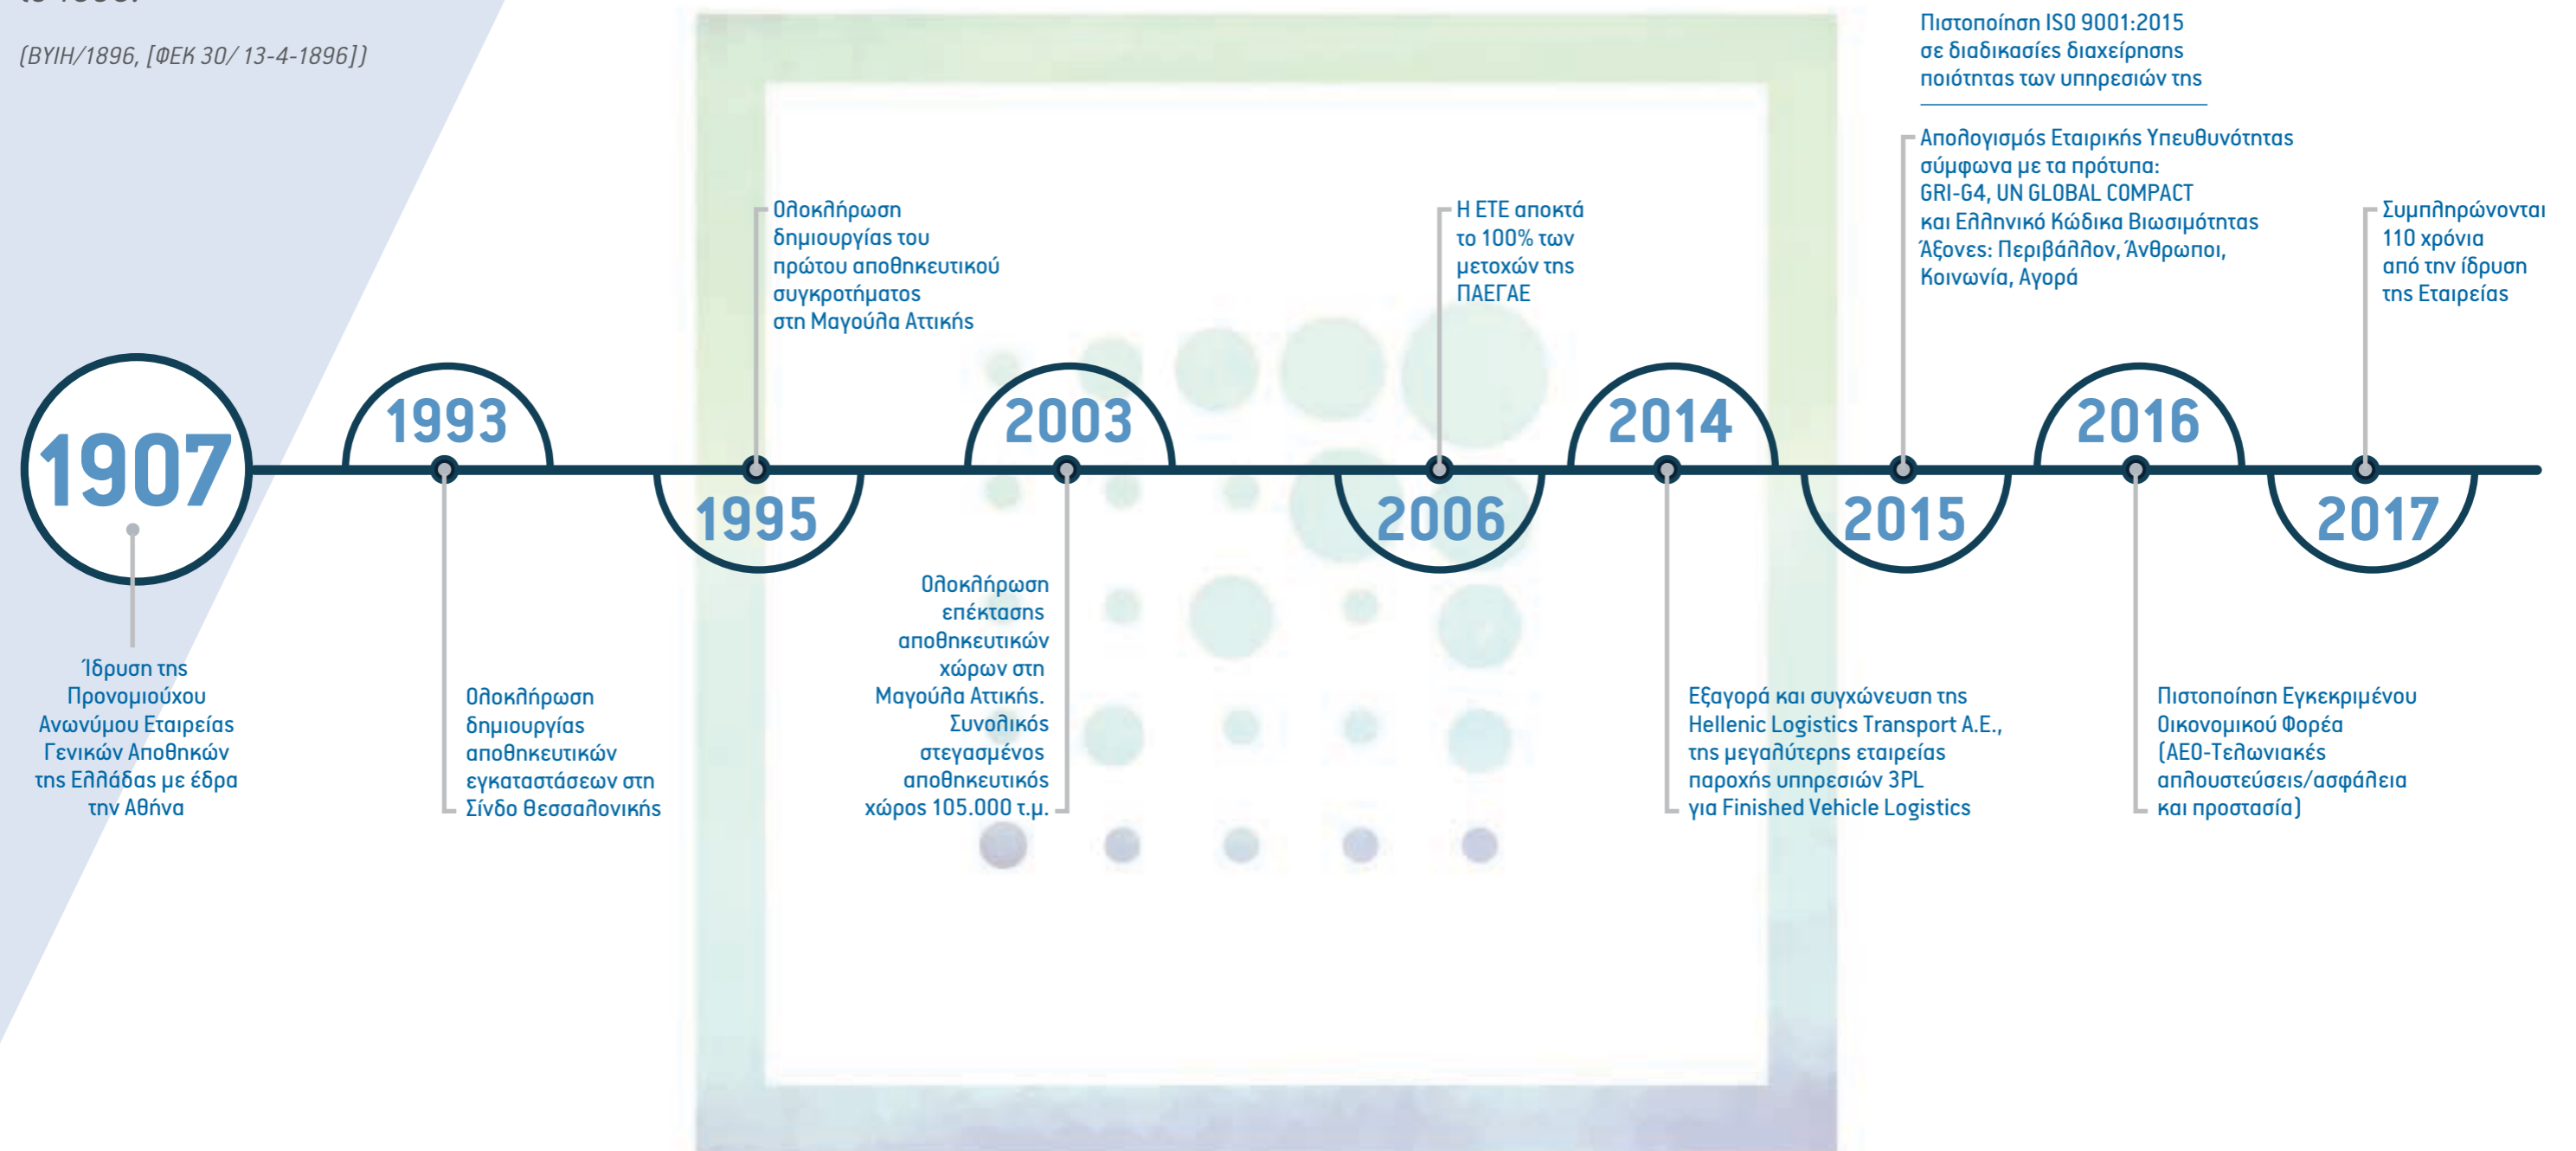 (ΒΥΙΗ/1896, [ΦΕΚ 30/ 13-4-1896])
1907
Ίδρυση της
Προνομιούχου
Ανωνύμου Εταιρείας
Γενικών Αποθηκών
της Ελλάδας με έδρα
την Αθήνα
1993
Ολοκλήρωση
δημιουργίας
αποθηκευτικών
εγκαταστάσεων στη
Σίνδο Θεσσαλονικής
Ολοκλήρωση
δημιουργίας του
πρώτου αποθηκευτικού
συγκροτήματος
στη Μαγούλα Αττικής
1995
2003
Ολοκλήρωση
επέκτασης
αποθηκευτικών
χώρων στη
Μαγούλα Αττικής.
Συνολικός
στεγασμένος
αποθηκευτικός
χώρος 105.000 τ.μ.
Η ΕΤΕ αποκτά
το 100% των
μετοχών της
ΠΑΕΓΑΕ
2006
2014
Εξαγορά και συγχώνευση της
Hellenic Logistics Transport A.E.,
της μεγαλύτερης εταιρείας
παροχής υπηρεσιών 3PL
για Finished Vehicle Logistics
Πιστοποίηση ISO 9001:2015
σε διαδικασίες διαχείρησης
ποιότητας των υπηρεσιών της
Απολογισμός Εταιρικής Υπευθυνότητας
σύμφωνα με τα πρότυπα:
GRI-G4, UN GLOBAL COMPACT
και Ελληνικό Κώδικα Βιωσιμότητας
Άξονες: Περιβάλλον, Άνθρωποι,
Κοινωνία, Αγορά
2015
2016
Πιστοποίηση Εγκεκριμένου
Οικονομικού Φορέα
(ΑΕΟ-Τελωνιακές
απλουστεύσεις/ασφάλεια
και προστασία)
Συμπληρώνονται
110 χρόνια
από την ίδρυση
της Εταιρείας
2017